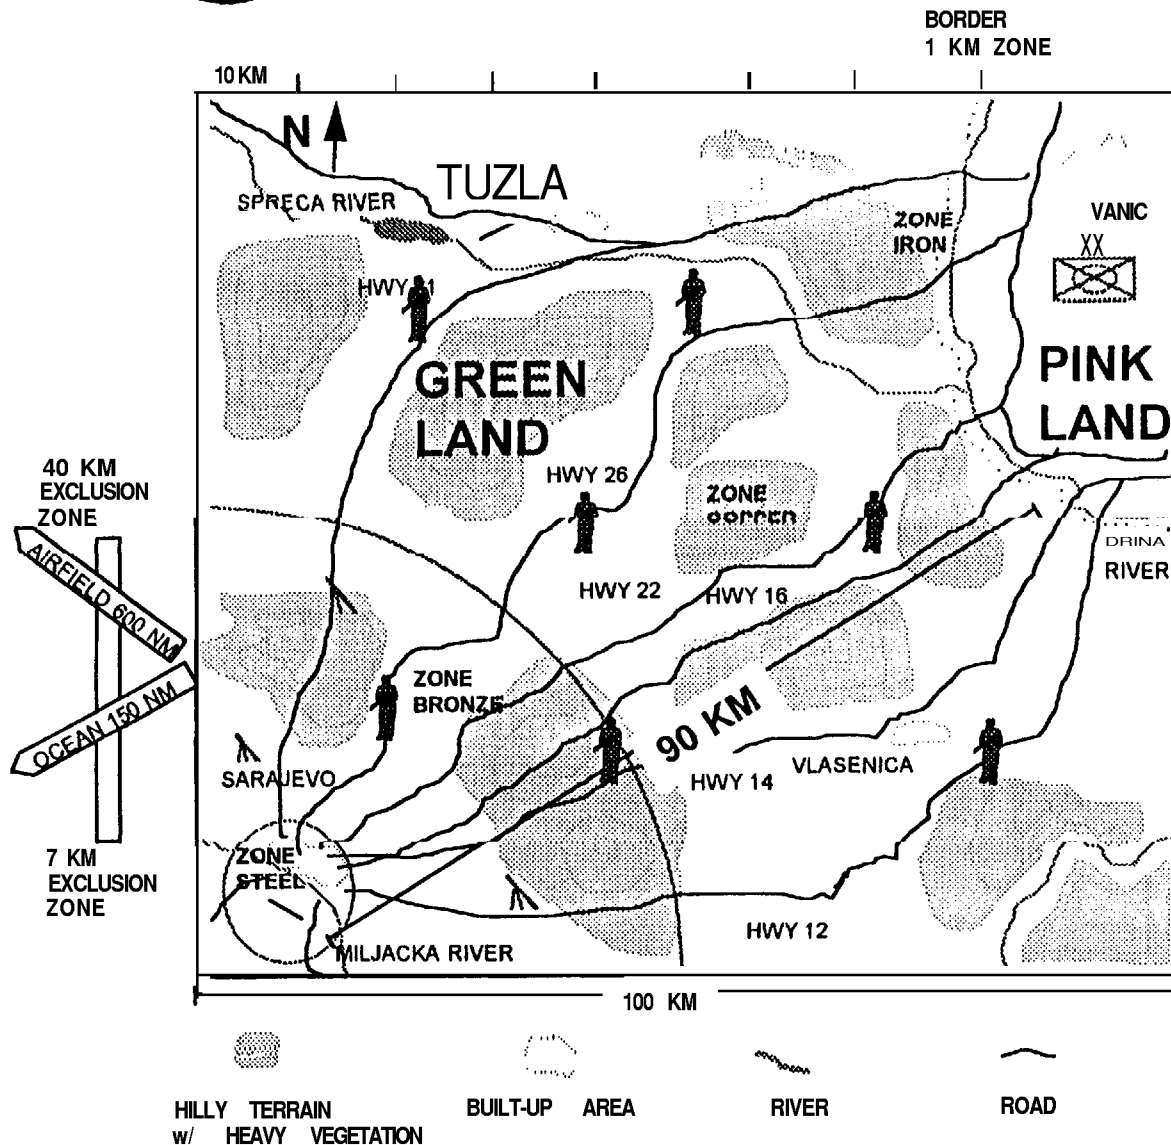 BORDER
1 KM ZONE
10 KM
N
TUZLA
SPRECA RIVER
ZONE
IRON
VANIC
XX
HWY
GREEN
LAND
PINK
LAND
40 KM
EXCLUSION
ZONE
HWY 26
ZONE
AIRFIELD 600 NM
DRINA
RIVER
HWY 22
HWY 16
ZONE
BRONZE
OCEAN 150 NM
90 KM
SARAJEVO
HWY 14
VLASENICA
7 KM
EXCLUSION
ZONE
ZONE
STEEL
HWY 12
MILJACKA RIVER
100 KM
HILLY TERRAIN
w/ HEAVY VEGETATION
BUILT-UP AREA
RIVER
ROAD